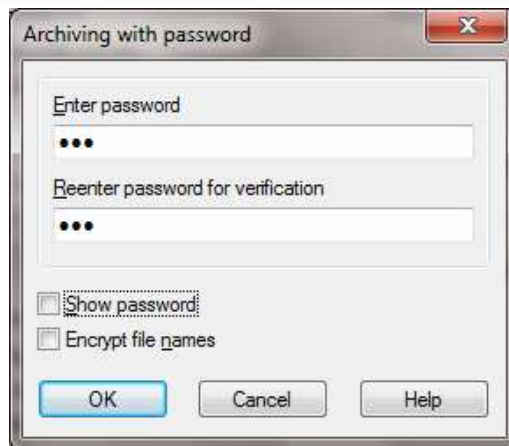 Archiving with password
Enter password
•••
Reenter password for verification
•••
Show password
Encrypt file names
OK Cancel Help